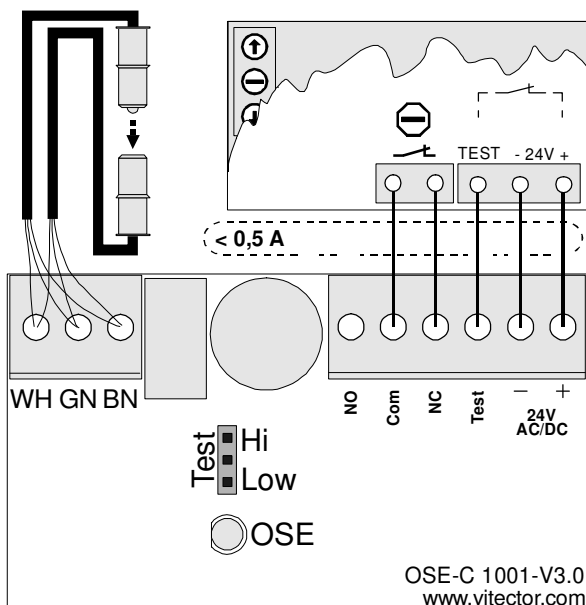 TEST - 24V +
< 0,5 A
WH GN BN
NO
Com
NC
Test
− +
24V
AC/DC
Test
Hi
Low
OSE
OSE-C 1001-V3.0
www.vitector.com